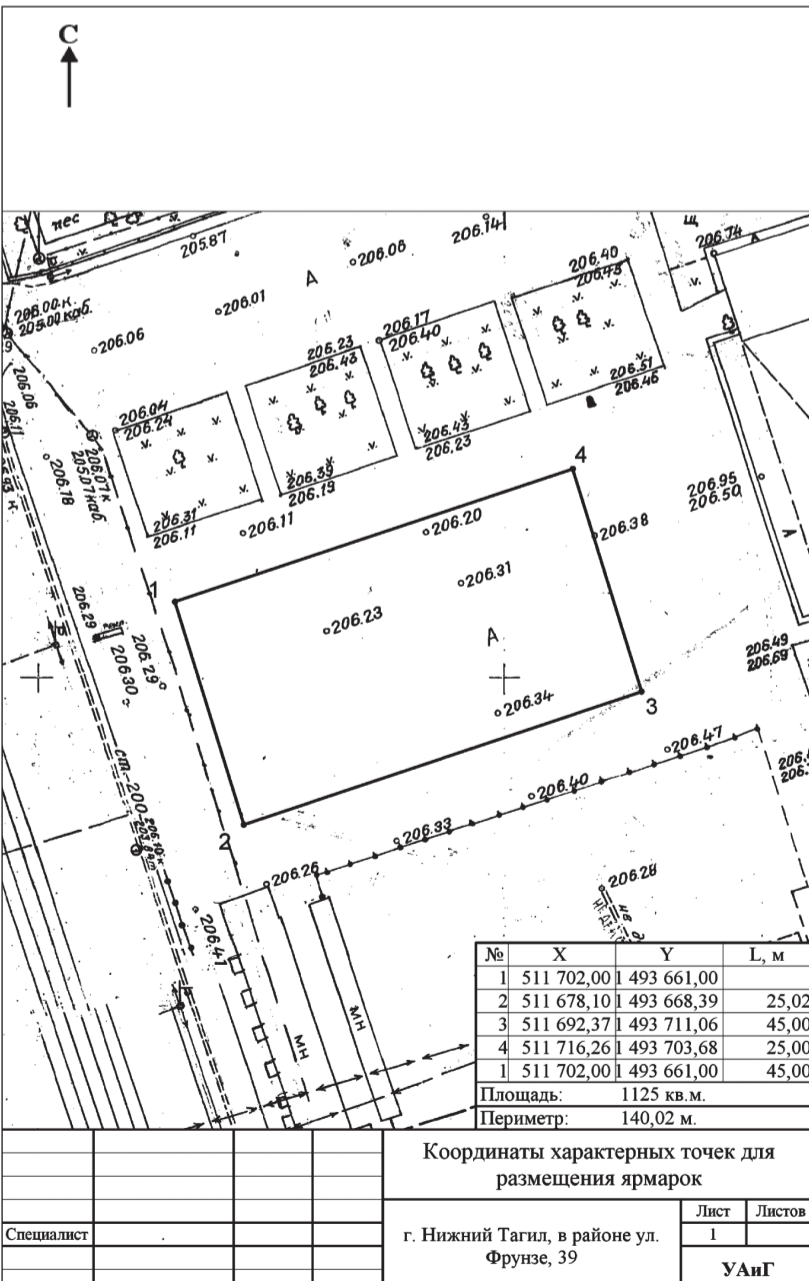 С
пес
205.87
206.08
206.14
щ
206.74
206.00 к.
205.00 каб.
206.01
А
206.40
206.45
206.06
206.17
206.40
206.23
206.43
206.06
206.11
206.04
206.24
206.51
206.46
206.43
206.23
206.07 к
205.07 каб.
206.18
206.39
206.19
4
206.95
206.50
206.31
206.11
206.11
206.20
206.38
1
206.31
206.29
206.23
А
206.29
206.30
206.49
206.69
3
206.34
206.47
ст-200
206.40
2
206.33
206.26
206.28
206.41
мн
мн
№ X Y L, м
1 511 702,00 1 493 661,00
2 511 678,10 1 493 668,39 25,02
3 511 692,37 1 493 711,06 45,00
4 511 716,26 1 493 703,68 25,00
1 511 702,00 1 493 661,00 45,00
Площадь: 1125 кв.м.
Периметр: 140,02 м.
Координаты характерных точек для
размещения ярмарок
Специалист
г. Нижний Тагил, в районе ул.
Фрунзе, 39
Лист Листов
1
УАиГ